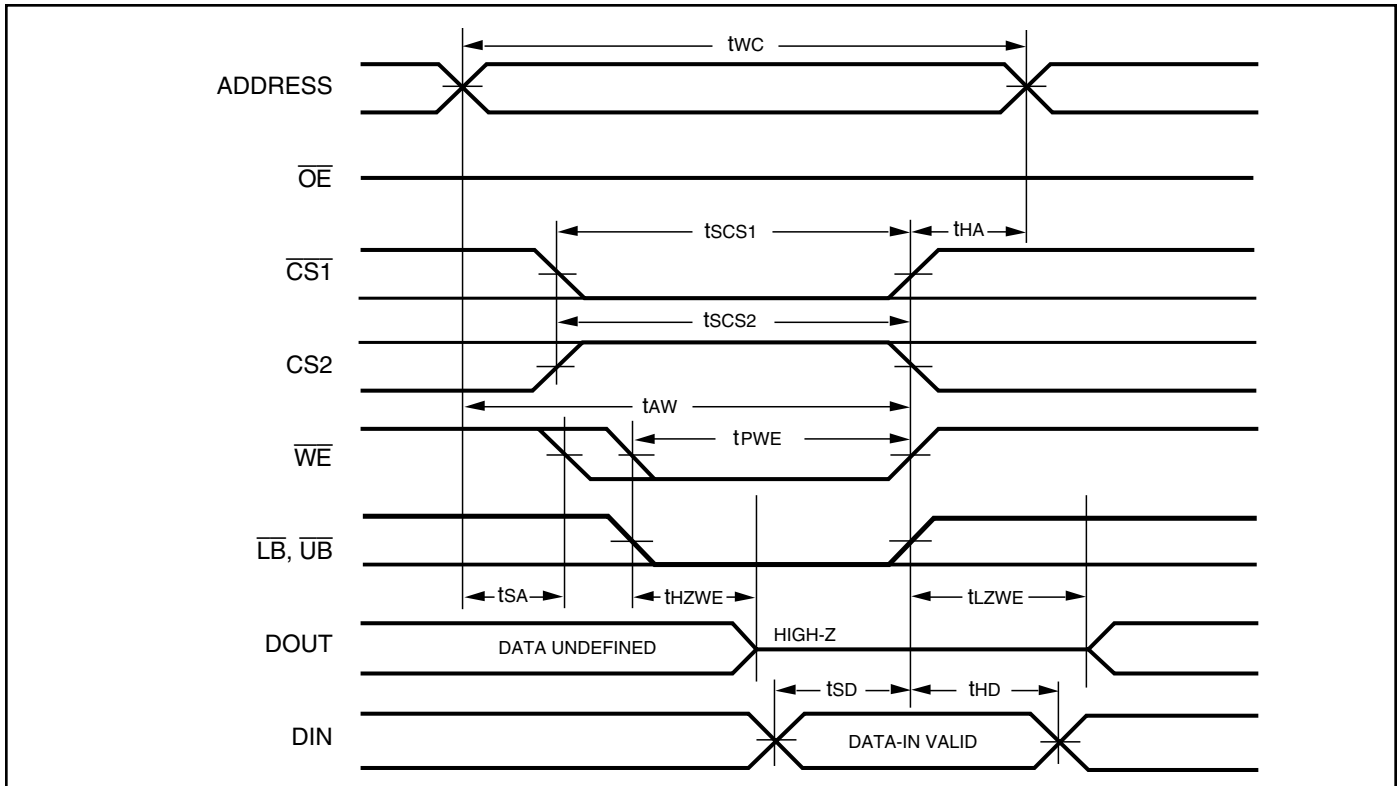 tWC
ADDRESS
OE
tSCS1
tHA
CS1
tSCS2
CS2
tAW
tPWE
WE
LB, UB
tSA
tHZWE
tLZWE
DOUT
DATA UNDEFINED
HIGH-Z
tSD
tHD
DIN
DATA-IN VALID